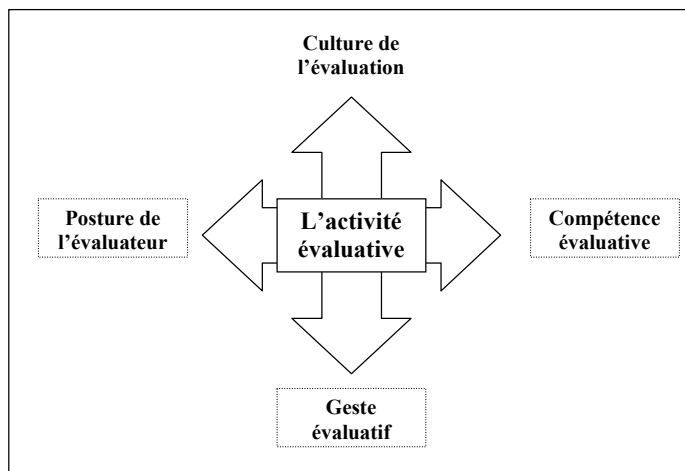 Culture de
l’évaluation
Posture de
l’évaluateur
L’activité
évaluative
Compétence
évaluative
Geste
évaluatif